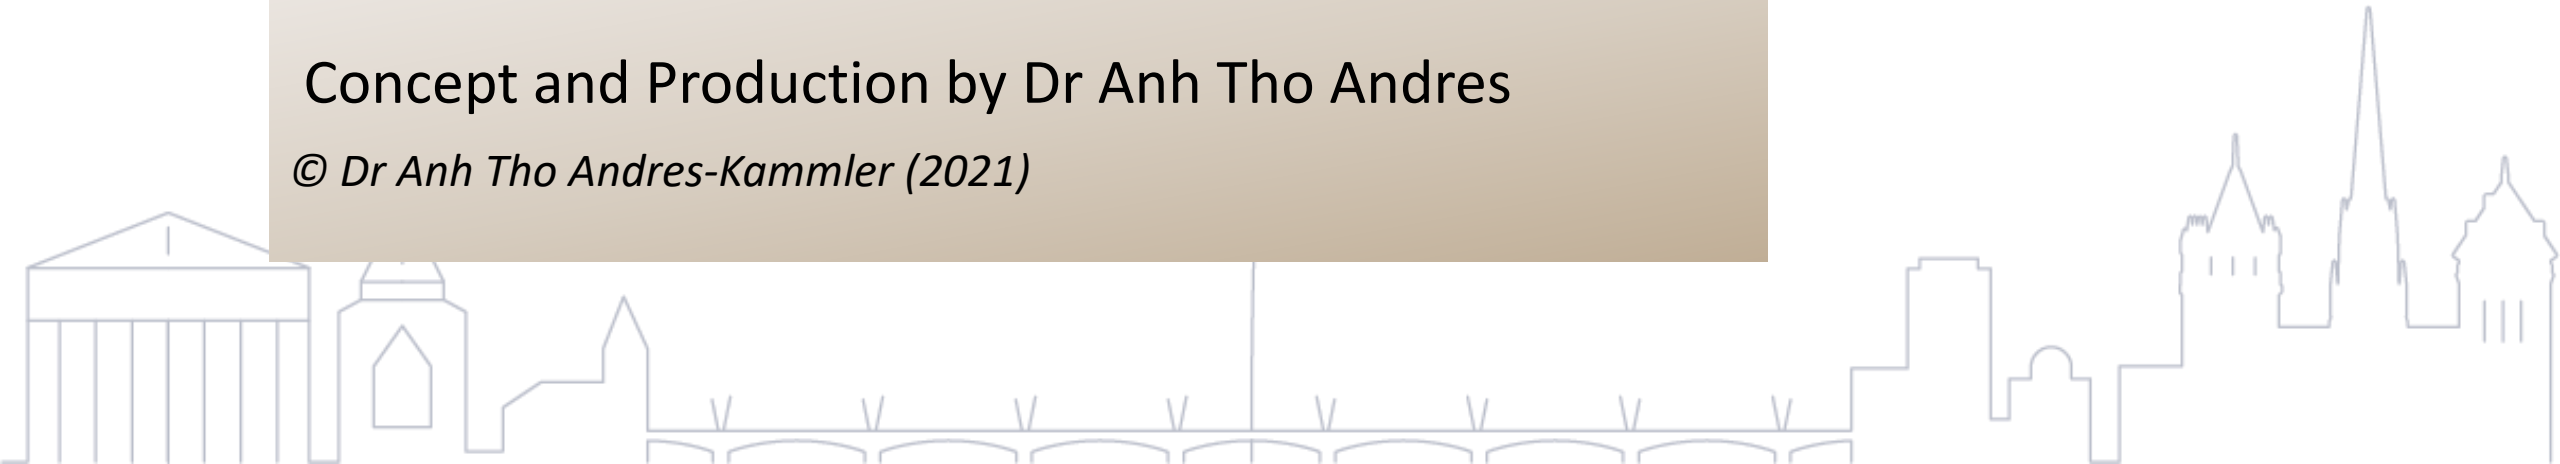 Concept and Production by Dr Anh Tho Andres
© Dr Anh Tho Andres-Kammler (2021)